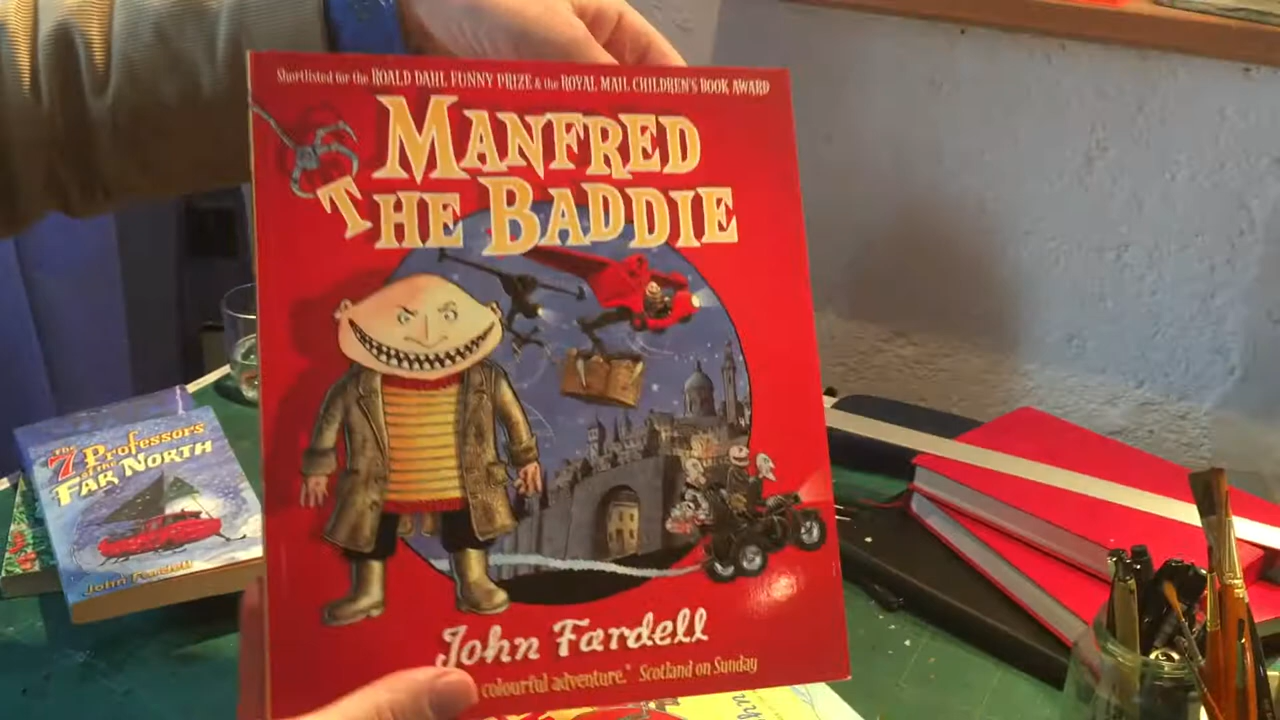 Shortlisted for the ROALD DAHL FUNNY PRIZE & the ROYAL MAIL CHILDREN'S BOOK AWARD
MANFRED
THE BADDIE
John Fardell
colourful adventure." Scotland on Sunday
The
7 Professors
of the
FAR NORTH
John Fardell